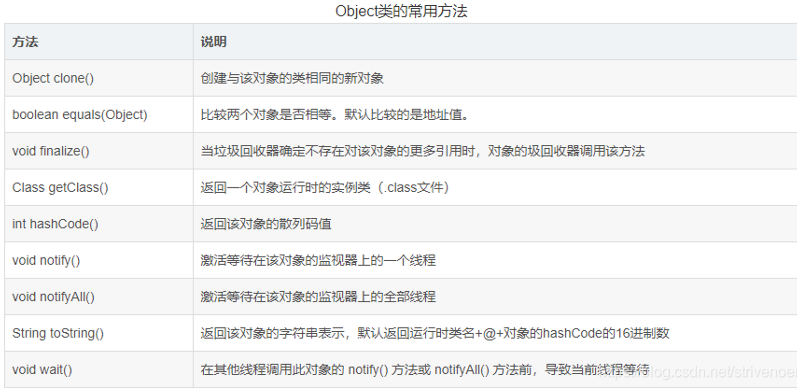 Object类的常用方法
方法 说明
Object clone() 创建与该对象的类相同的新对象
boolean equals(Object) 比较两个对象是否相等。默认比较的是地址值。
void finalize() 当垃圾回收器确定不存在对该对象的更多引用时，对象的圾回收器调用该方法
Class getClass() 返回一个对象运行时的实例类（.class文件）
int hashCode() 返回该对象的散列码值
void notify() 激活等待在该对象的监视器上的一个线程
void notifyAll() 激活等待在该对象的监视器上的全部线程
String toString() 返回该对象的字符串表示，默认返回运行时类名+@+对象的hashCode的16进制数
void wait() 在其他线程调用此对象的 notify() 方法或 notifyAll() 方法前，导致当前线程等待